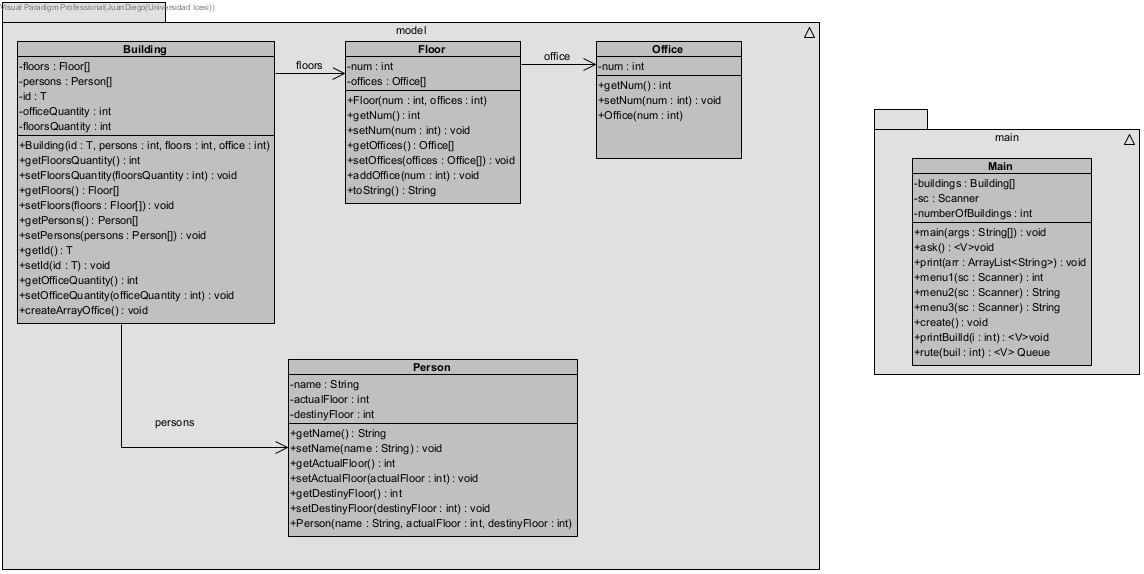 Visual Paradigm Professional(JuanDiego(Universidad Icesi))
model
Building
-floors : Floor[]
-persons : Person[]
-id : T
-officeQuantity : int
-floorsQuantity : int
+Building(id : T, persons : int, floors : int, office : int)
+getFloorsQuantity() : int
+setFloorsQuantity(floorsQuantity : int) : void
+getFloors() : Floor[]
+setFloors(floors : Floor[]) : void
+getPersons() : Person[]
+setPersons(persons : Person[]) : void
+getId() : T
+setId(id : T) : void
+getOfficeQuantity() : int
+setOfficeQuantity(officeQuantity : int) : void
+createArrayOffice() : void
floors
Floor
-num : int
-offices : Office[]
+Floor(num : int, offices : int)
+getNum() : int
+setNum(num : int) : void
+getOffices() : Office[]
+setOffices(offices : Office[]) : void
+addOffice(num : int) : void
+toString() : String
office
Office
-num : int
+getNum() : int
+setNum(num : int) : void
+Office(num : int)
persons
Person
-name : String
-actualFloor : int
-destinyFloor : int
+getName() : String
+setName(name : String) : void
+getActualFloor() : int
+setActualFloor(actualFloor : int) : void
+getDestinyFloor() : int
+setDestinyFloor(destinyFloor : int) : void
+Person(name : String, actualFloor : int, destinyFloor : int)
main
Main
-buildings : Building[]
-sc : Scanner
-numberOfBuildings : int
+main(args : String[]) : void
+ask() : <V>void
+print(arr : ArrayList<String>) : void
+menu1(sc : Scanner) : int
+menu2(sc : Scanner) : String
+menu3(sc : Scanner) : String
+create() : void
+printBuilld(i : int) : <V>void
+rute(buil : int) : <V> Queue